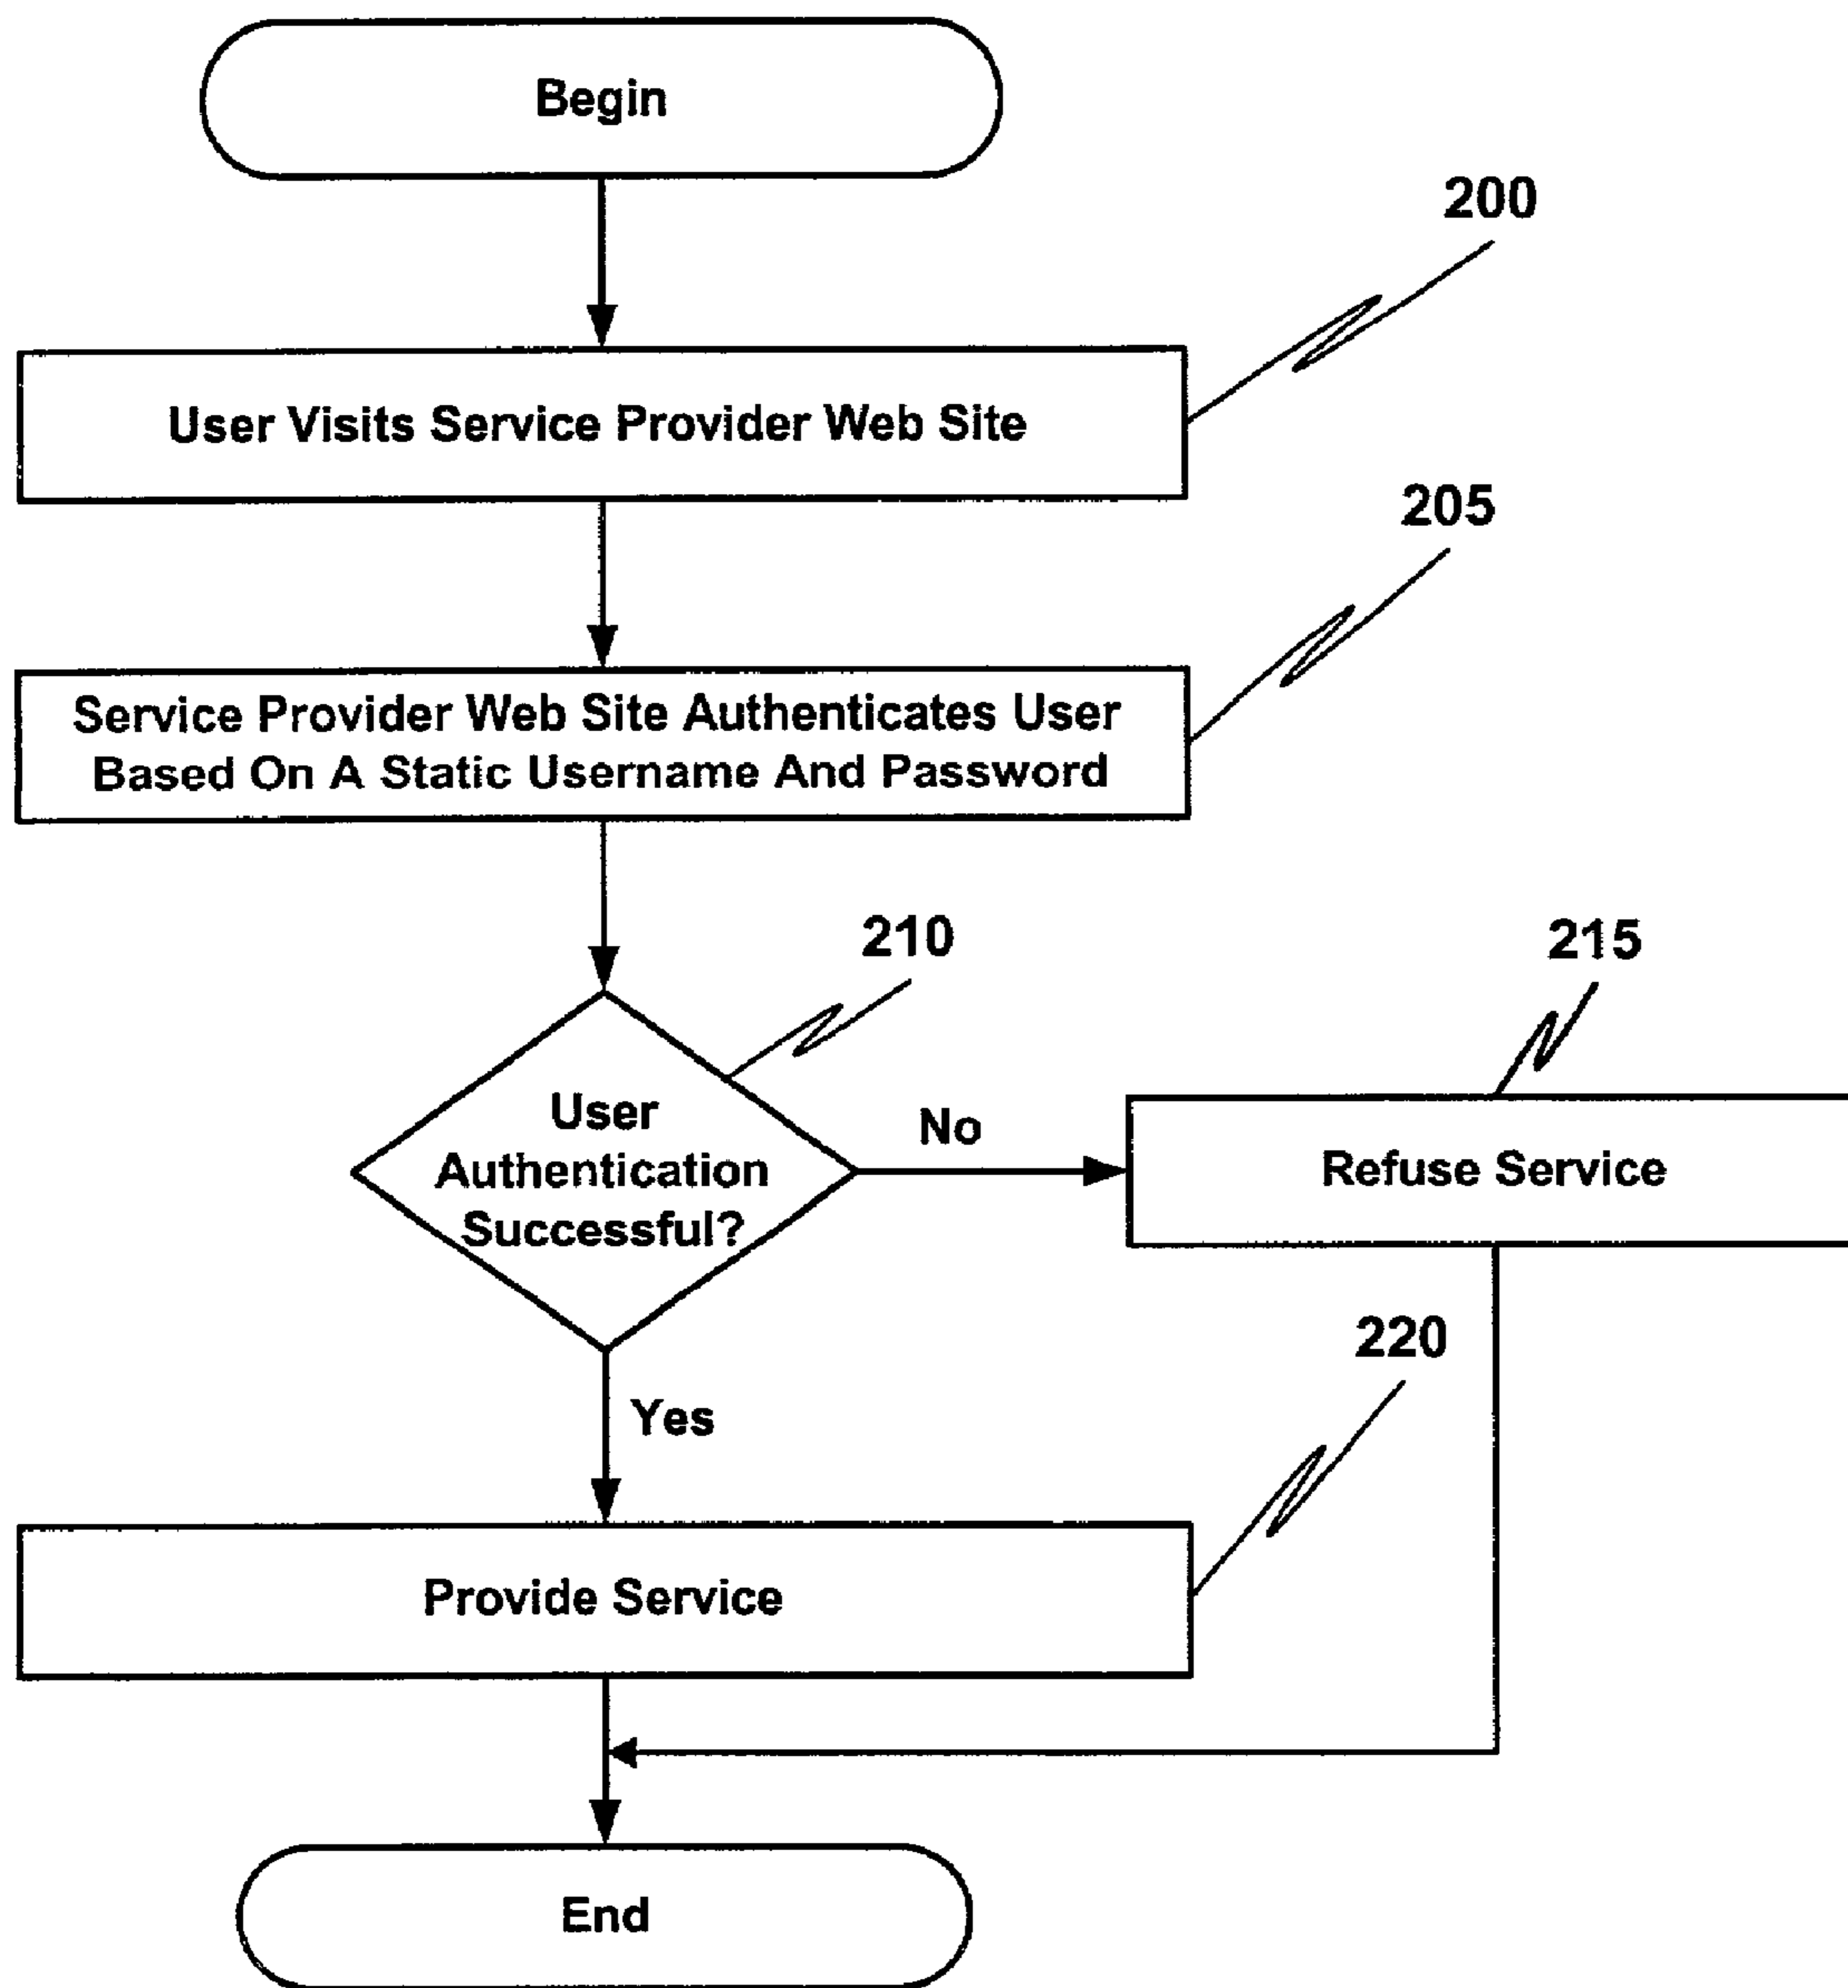 Begin
200
User Visits Service Provider Web Site
205
Service Provider Web Site Authenticates User
Based On A Static Username And Password
210
215
User
Authentication
Successful?
No
Refuse Service
220
Yes
Provide Service
End